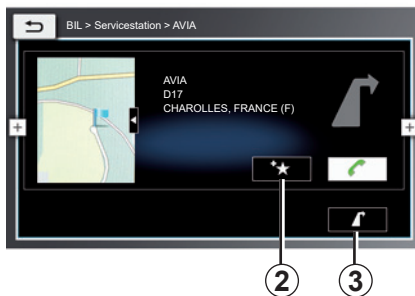 BIL > Servicestation > AVIA
AVIA
D17
CHAROLLES, FRANCE (F)
2
3